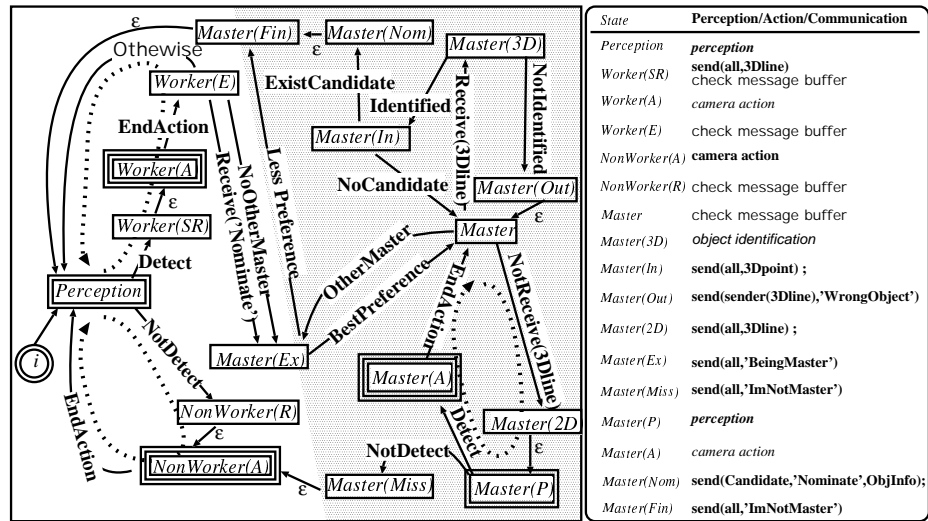 ε
Master(Fin)
ε
Master(Nom)
Master(3D)
Othewise
Worker(E)
ExistCandidate
Identified
Receive(3Dline)
NotIdentified
EndAction
Master(In)
Worker(A)
Receive('Nominate')
NoOtherMaster
Less Preference
NoCandidate
Master(Out)
ε
ε
Worker(SR)
Master
Detect
OtherMaster
BestPreference
EndAction
NotReceive(3Dline)
Perception
i
NotDetect
Master(Ex)
Master(A)
NonWorker(R)
Master(2D)
EndAction
ε
Detect
ε
NotDetect
NonWorker(A)
ε
Master(Miss)
Master(P)
State Perception/Action/Communication
Perception perception
Worker(SR) send(all,3Dline)
check message buffer
Worker(A) camera action
Worker(E) check message buffer
NonWorker(A) camera action
NonWorker(R) check message buffer
Master check message buffer
Master(3D) object identification
Master(In) send(all,3Dpoint) ;
Master(Out) send(sender(3Dline),'WrongObject')
Master(2D) send(all,3Dline) ;
Master(Ex) send(all,'BeingMaster')
Master(Miss) send(all,'ImNotMaster')
Master(P) perception
Master(A) camera action
Master(Nom) send(Candidate,'Nominate',ObjInfo);
Master(Fin) send(all,'ImNotMaster')